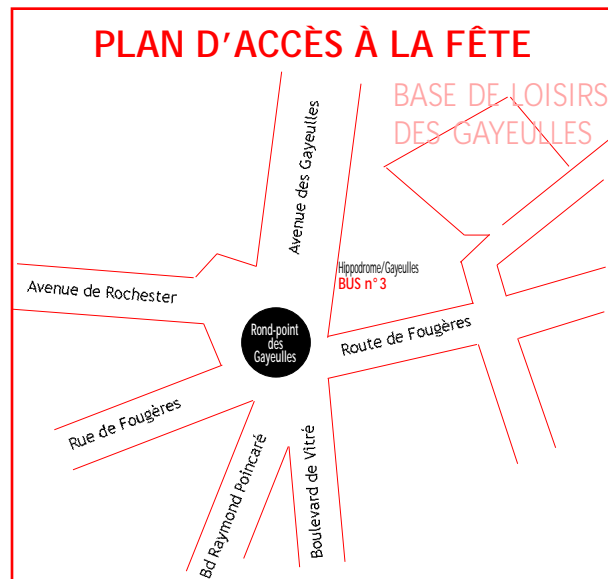 PLAN D'ACCÈS À LA FÊTE
BASE DE LOISIRS
DES GAYEULLES
Avenue des Gayeulles
Hippodrome/Gayeulles
BUS n°3
Avenue de Rochester
Rond-point
des
Gayeulles
Route de Fougères
Rue de Fougères
Bd Raymond Poincaré
Boulevard de Vitré